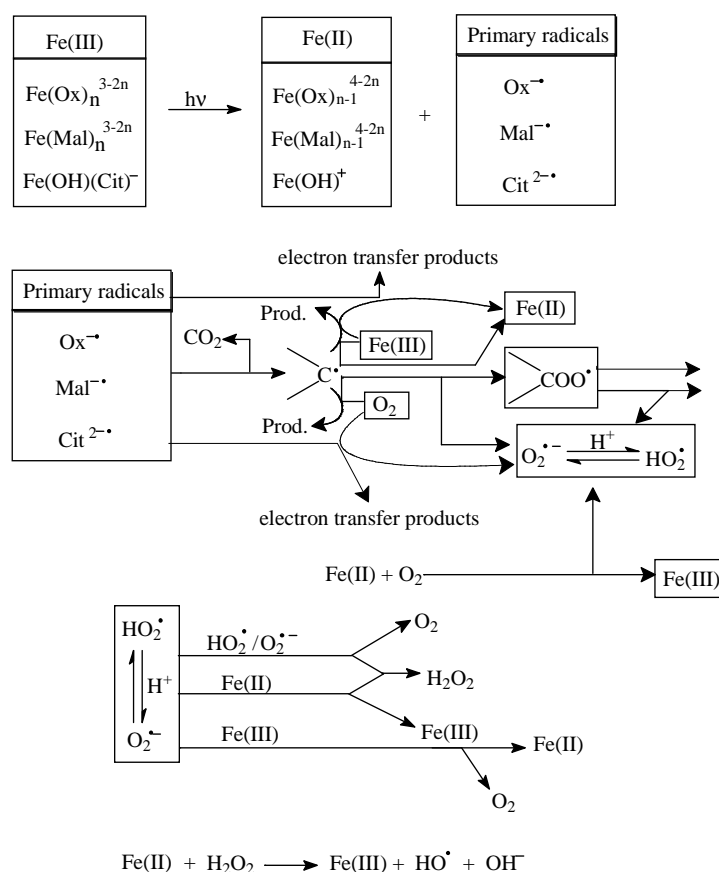 Fe(III)
Fe(Ox)n3-2n
Fe(Mal)n3-2n
Fe(OH)(Cit)−
hν
Fe(II)
Fe(Ox)n-14-2n
Fe(Mal)n-14-2n
Fe(OH)+
+
Primary radicals
Ox−•
Mal−•
Cit2−•
electron transfer products
Primary radicals
Ox−•
Mal−•
Cit2−•
CO2
Prod.
Fe(III)
Fe(II)
C•
COO•
O2
Prod.
O2•− H+ HO2•
electron transfer products
Fe(II) + O2
Fe(III)
HO2•
H+
O2•−
HO2•/O2•−
O2
Fe(II)
H2O2
Fe(III)
Fe(III)
Fe(II)
O2
Fe(II) + H2O2 → Fe(III) + HO• + OH−